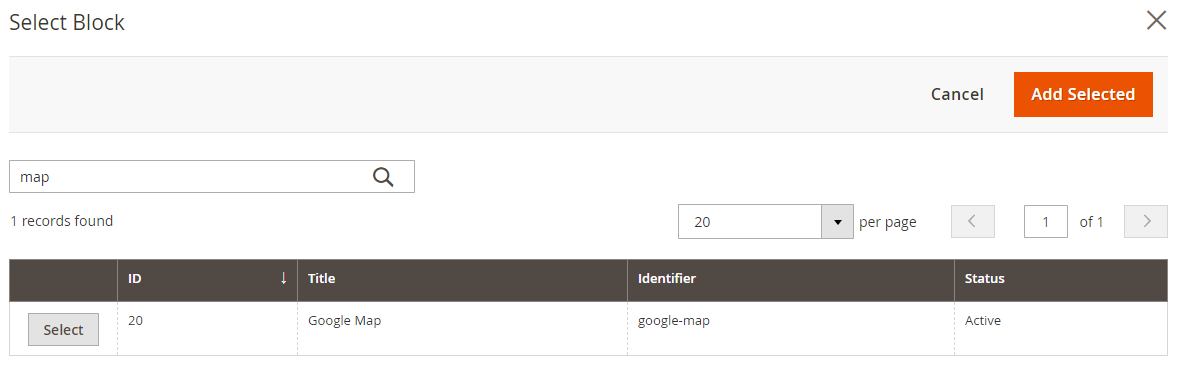 Select Block
Cancel Add Selected
map
1 records found 20 per page 1 of 1
ID Title Identifier Status
Select 20 Google Map google-map Active